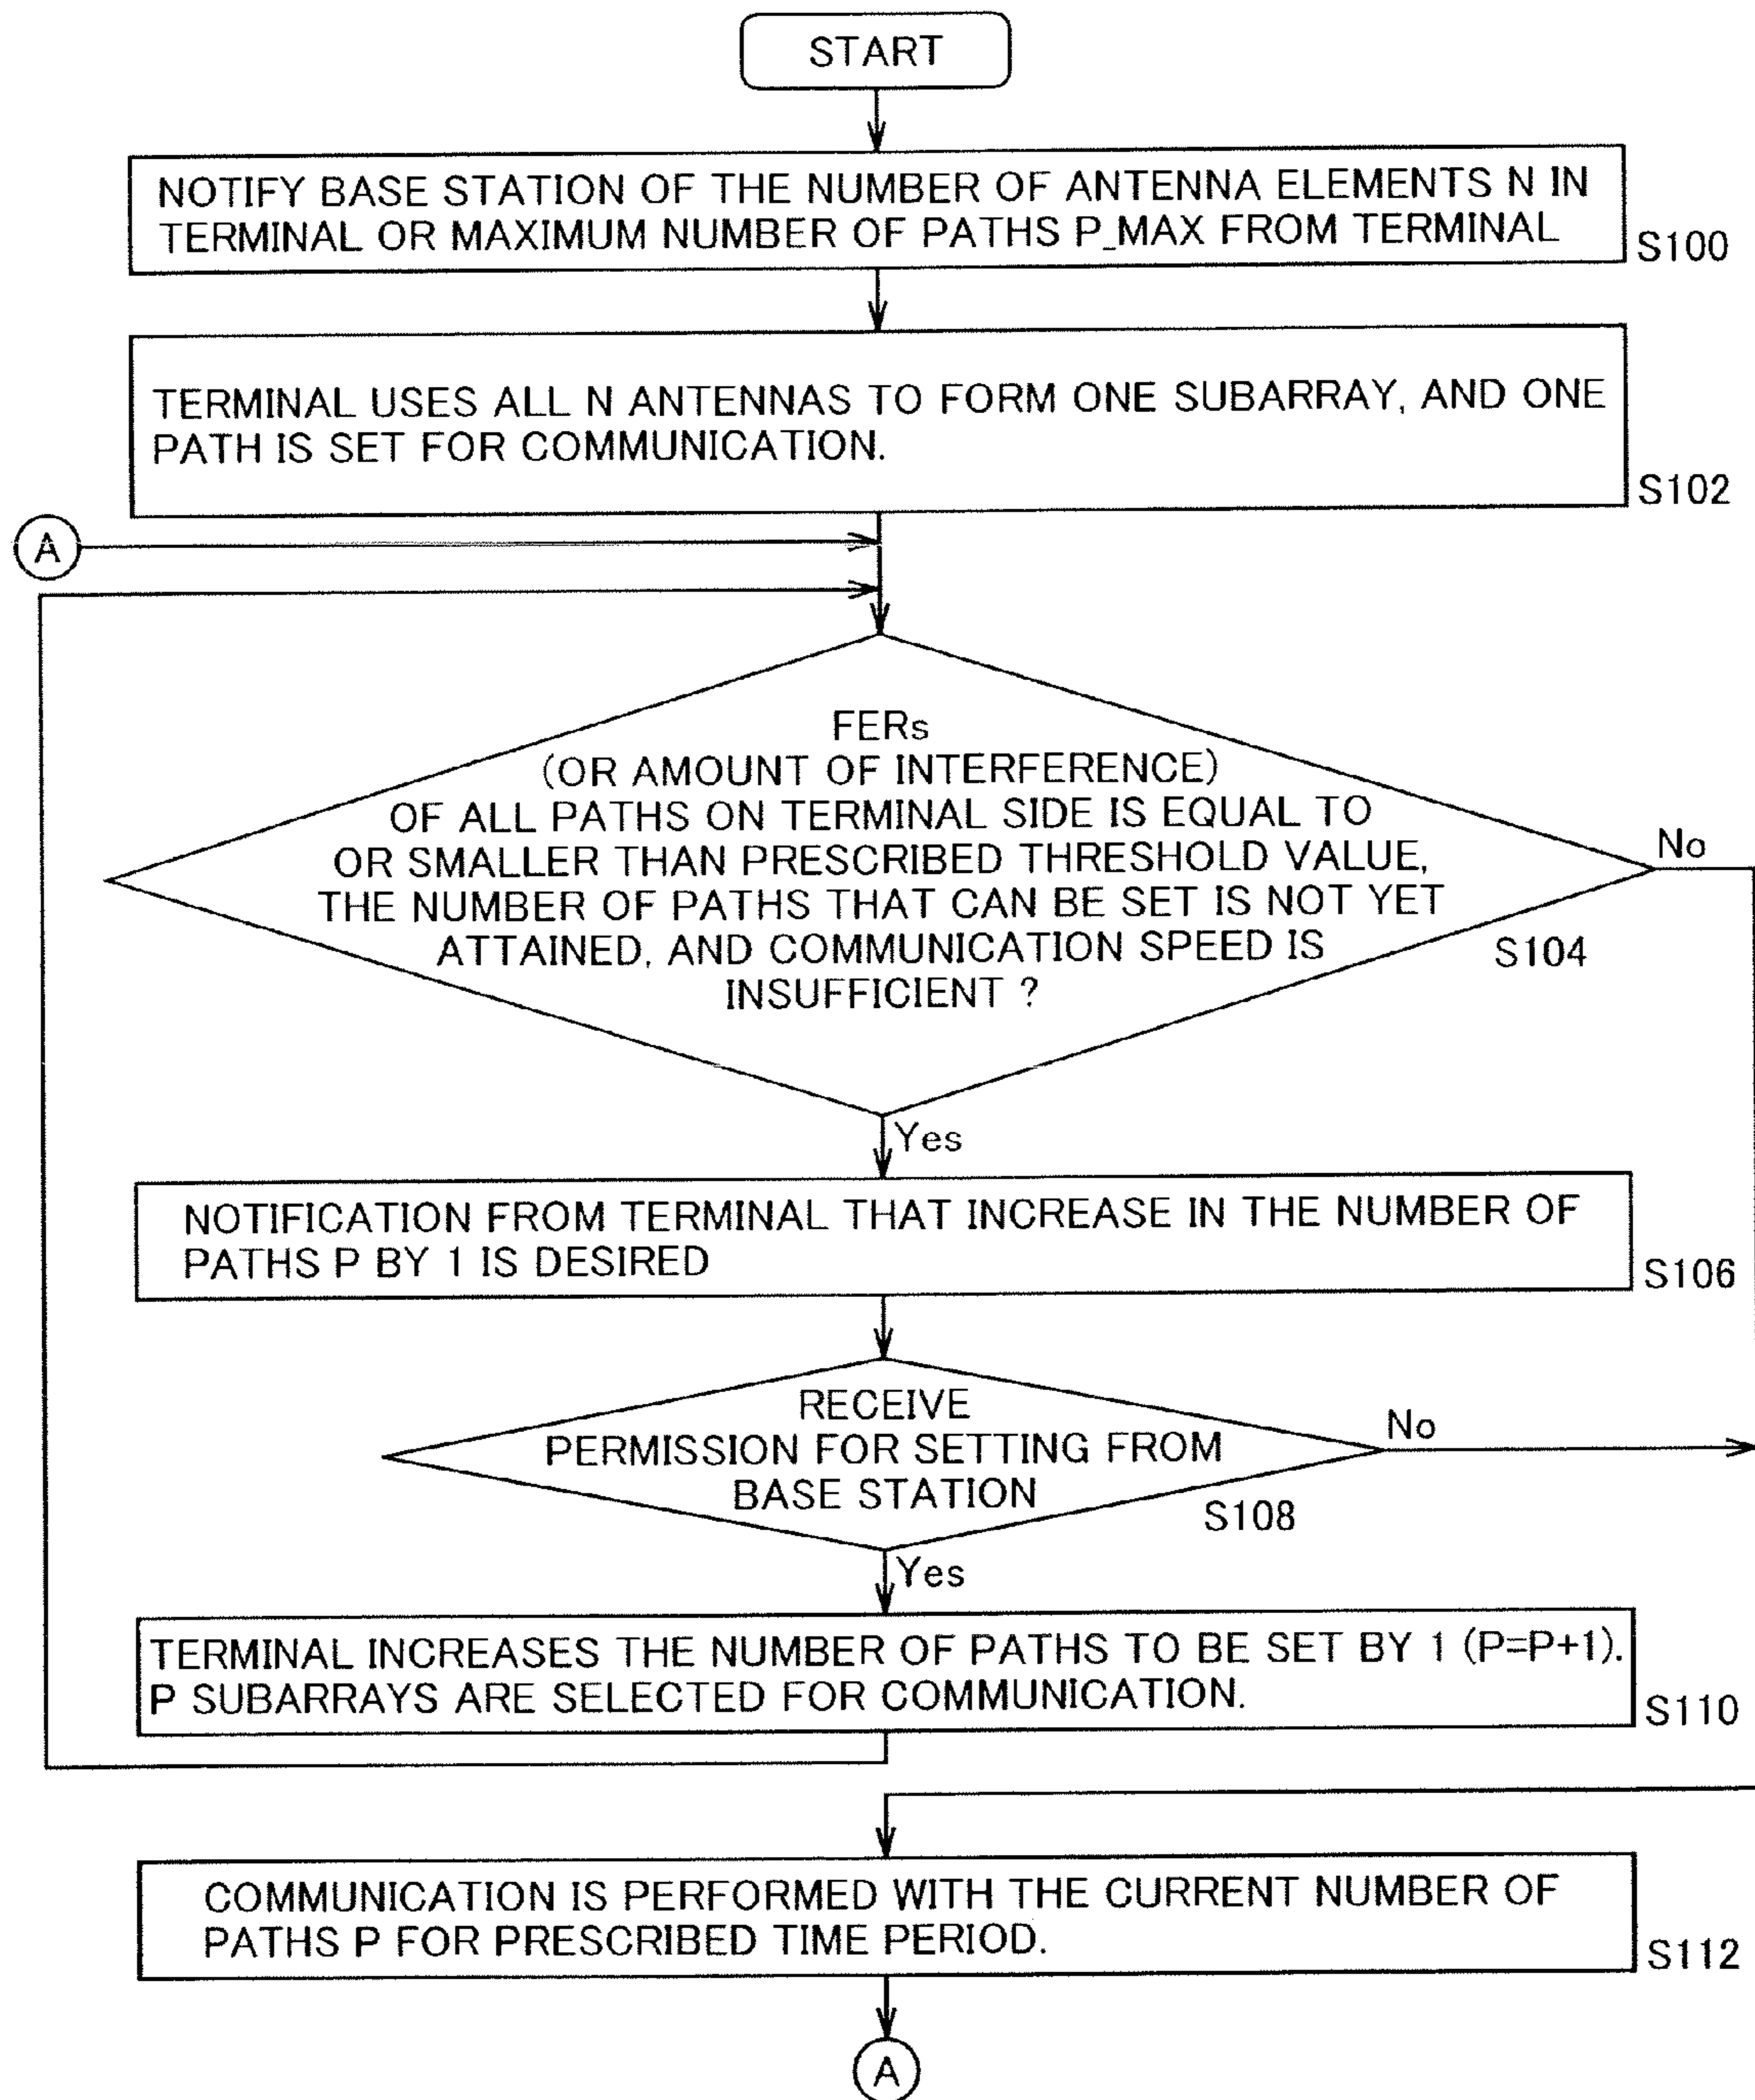 START
NOTIFY BASE STATION OF THE NUMBER OF ANTENNA ELEMENTS N IN
TERMINAL OR MAXIMUM NUMBER OF PATHS P_MAX FROM TERMINAL
S100
TERMINAL USES ALL N ANTENNAS TO FORM ONE SUBARRAY, AND ONE
PATH IS SET FOR COMMUNICATION.
S102
A
FERs
(OR AMOUNT OF INTERFERENCE)
OF ALL PATHS ON TERMINAL SIDE IS EQUAL TO
OR SMALLER THAN PRESCRIBED THRESHOLD VALUE,
THE NUMBER OF PATHS THAT CAN BE SET IS NOT YET
ATTAINED, AND COMMUNICATION SPEED IS
INSUFFICIENT ?
No
S104
Yes
NOTIFICATION FROM TERMINAL THAT INCREASE IN THE NUMBER OF
PATHS P BY 1 IS DESIRED
S106
RECEIVE
PERMISSION FOR SETTING FROM
BASE STATION
No
S108
Yes
TERMINAL INCREASES THE NUMBER OF PATHS TO BE SET BY 1 (P=P+1).
P SUBARRAYS ARE SELECTED FOR COMMUNICATION.
S110
COMMUNICATION IS PERFORMED WITH THE CURRENT NUMBER OF
PATHS P FOR PRESCRIBED TIME PERIOD.
S112
A